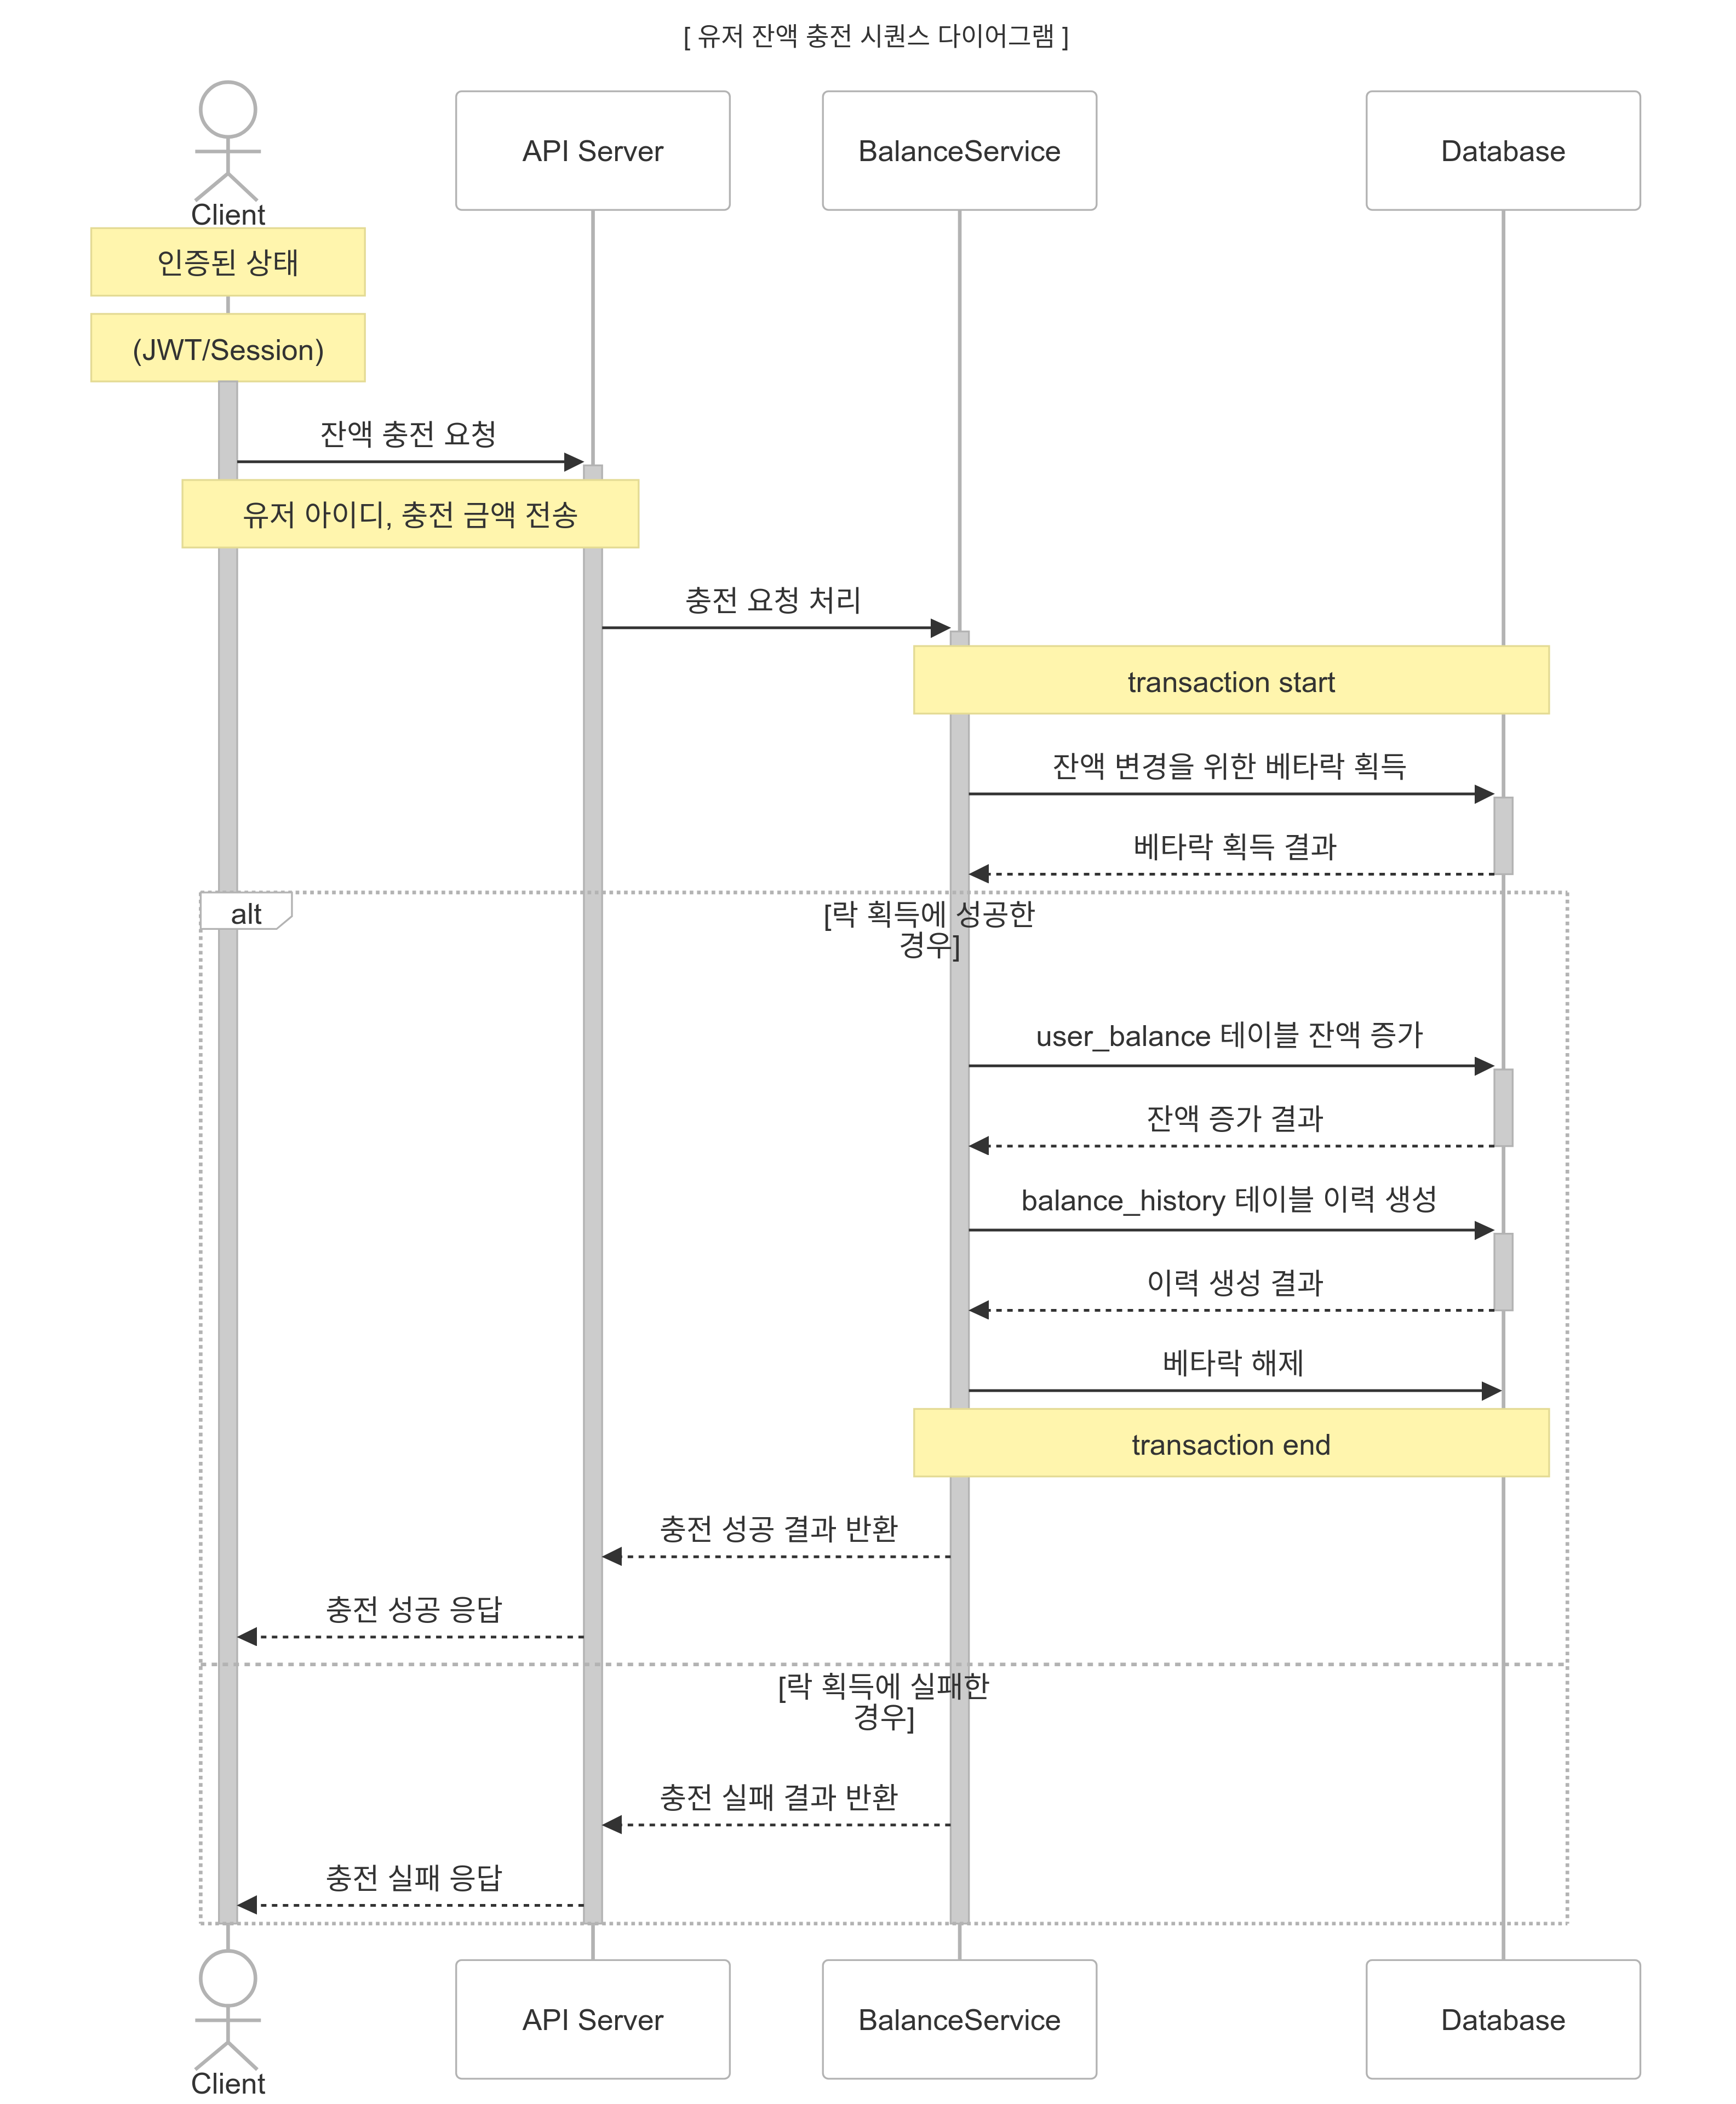 [ 유저 잔액 충전 시퀀스 다이어그램 ]
Client
API Server
BalanceService
Database
인증된 상태
(JWT/Session)
잔액 충전 요청
유저 아이디, 충전 금액 전송
충전 요청 처리
transaction start
잔액 변경을 위한 베타락 획득
베타락 획득 결과
alt
[락 획득에 성공한
경우]
user_balance 테이블 잔액 증가
잔액 증가 결과
balance_history 테이블 이력 생성
이력 생성 결과
베타락 해제
transaction end
충전 성공 결과 반환
충전 성공 응답
[락 획득에 실패한
경우]
충전 실패 결과 반환
충전 실패 응답
Client
API Server
BalanceService
Database